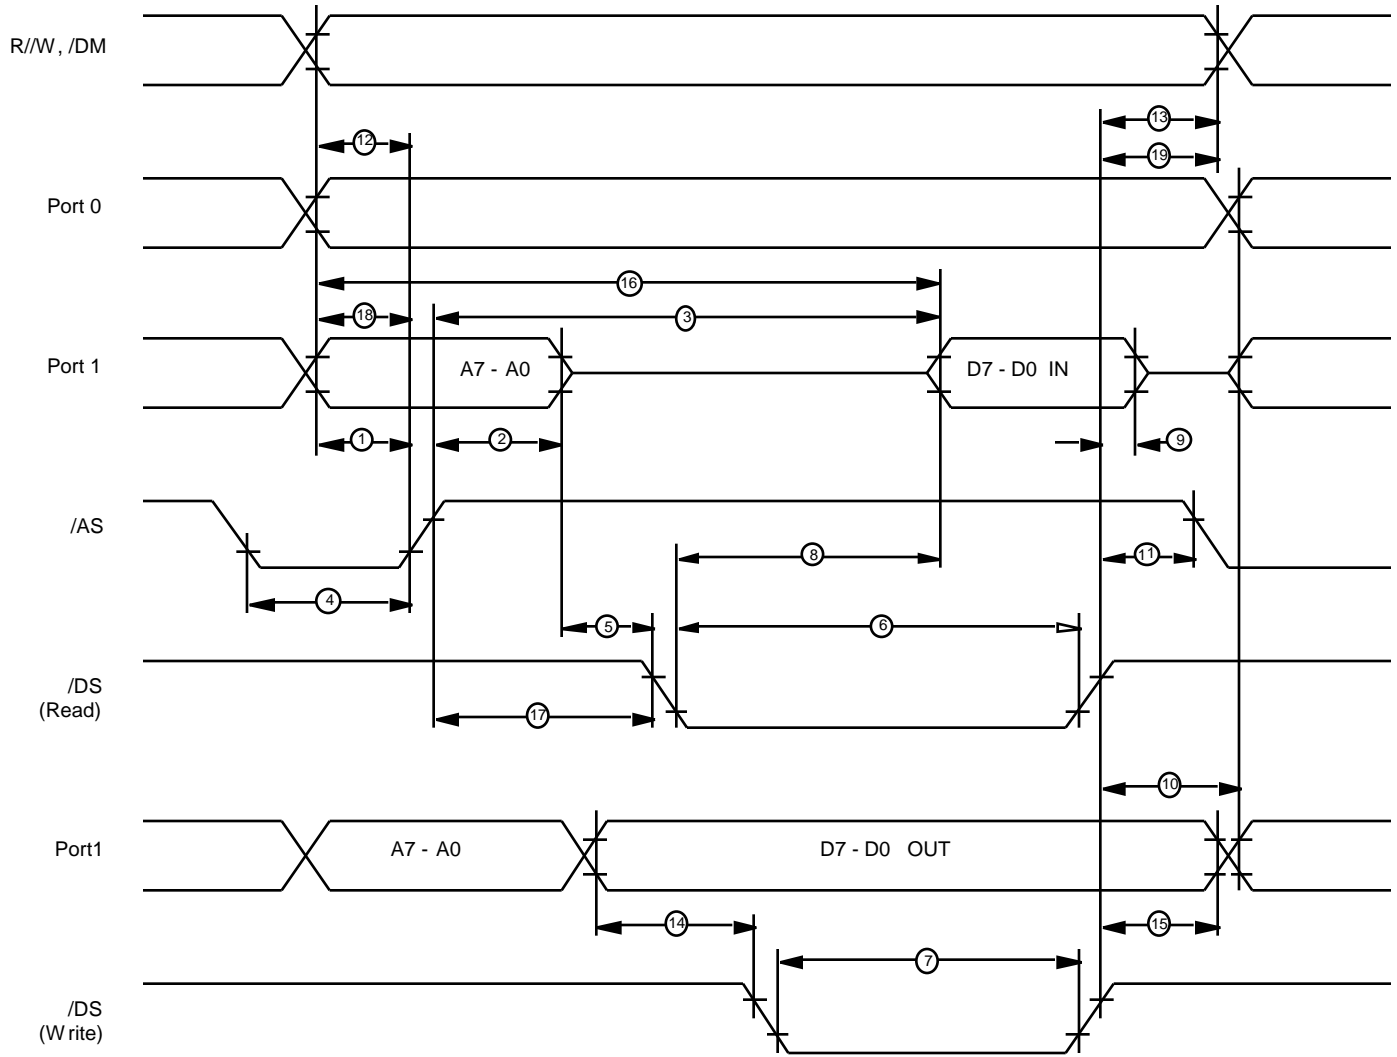 R//W, /DM
13
12
19
Port 0
16
18
3
Port 1
A7 - A0
D7 - D0 IN
1
2
9
/AS
8
11
4
5
6
/DS
(Read)
17
10
Port1
A7 - A0
D7 - D0 OUT
14
15
7
/DS
(Write)